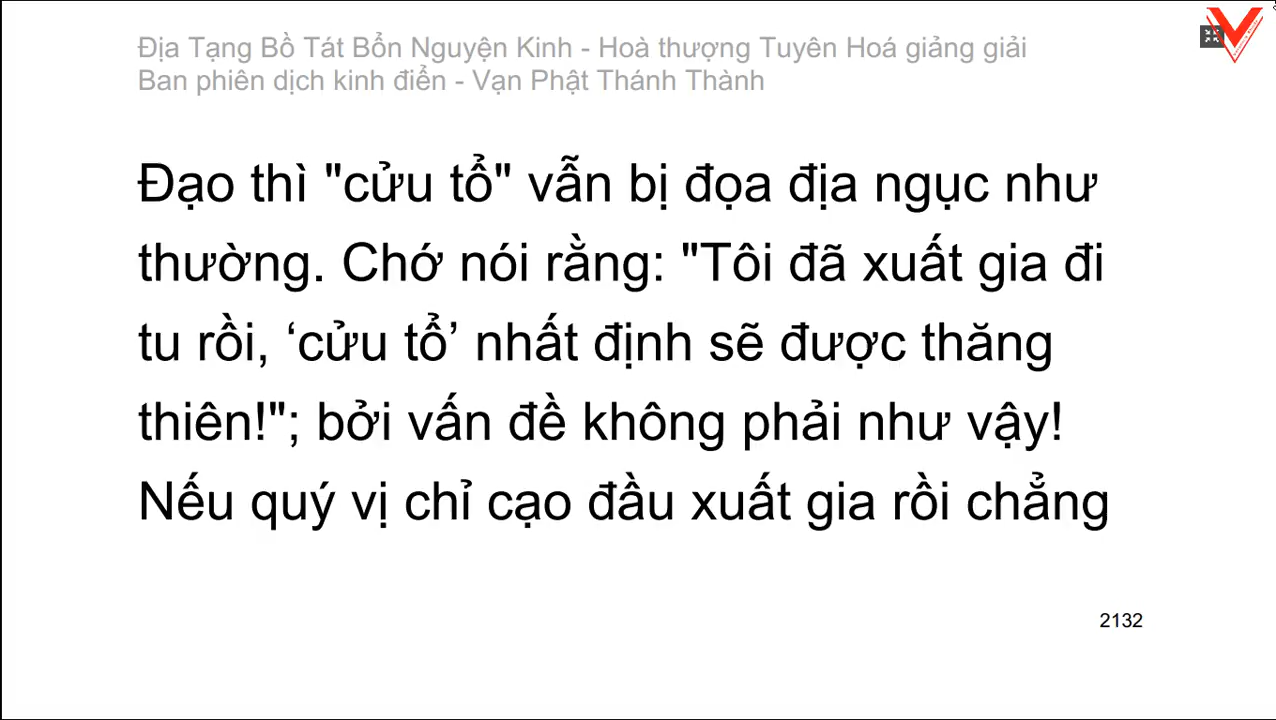 Địa Tạng Bồ Tát Bổn Nguyện Kinh - Hoà thượng Tuyên Hoá giảng giải
Ban phiên dịch kinh điển - Vạn Phật Thánh Thành
Đạo thì "cửu tổ" vẫn bị đọa địa ngục như
thường. Chớ nói rằng: "Tôi đã xuất gia đi
tu rồi, ‘cửu tổ’ nhất định sẽ được thăng
thiên!"; bởi vấn đề không phải như vậy!
Nếu quý vị chỉ cạo đầu xuất gia rồi chẳng
2132